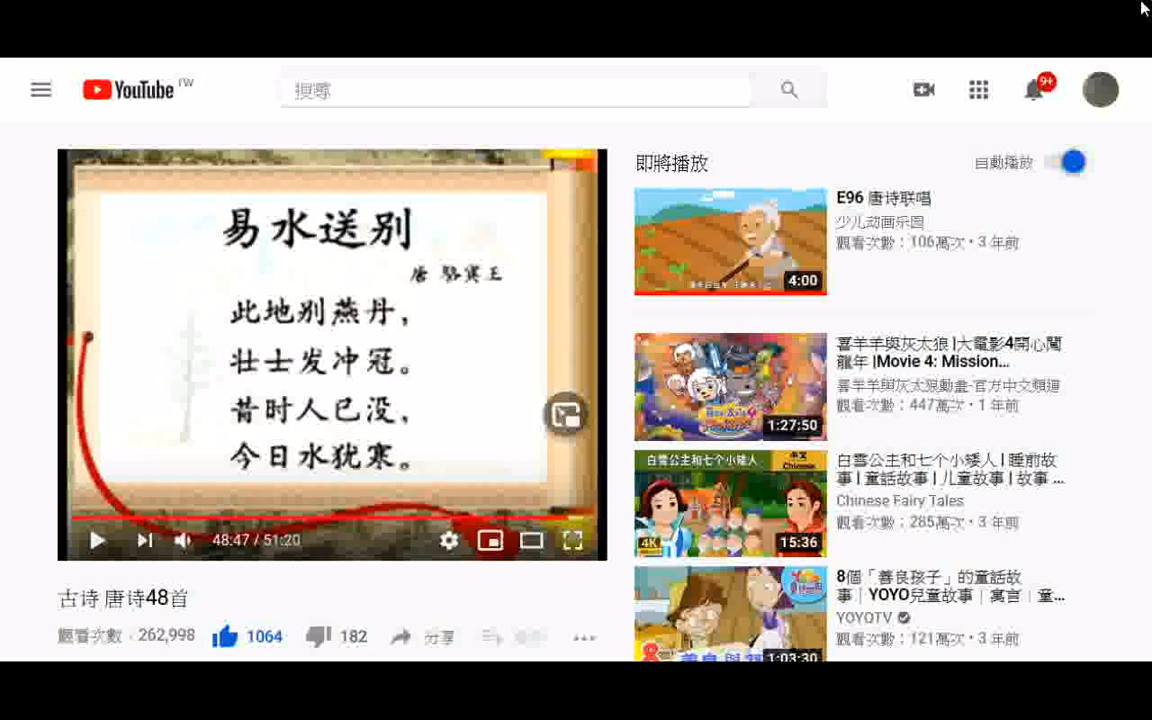 YouTube TW
搜尋
9+
易水送别
唐 骆宾王
此地别燕丹，
壮士发冲冠。
昔时人已没，
今日水犹寒。
48:47 / 51:20
古诗 唐诗48首
觀看次數：262,998
1064
182
分享
即將播放
自動播放
E96 唐诗联唱
少儿动画乐园
觀看次數：106萬次 • 3 年前
4:00
喜羊羊與灰太狼 |大電影4開心闖
龍年 |Movie 4: Mission...
喜羊羊與灰太狼動畫-官方中文頻道
觀看次數：447萬次 • 1 年前
1:27:50
白雪公主和七个小矮人
中文
Chinese
4K
15:36
白雪公主和七个小矮人 | 睡前故
事 | 童話故事 | 儿童故事 | 故事 ...
Chinese Fairy Tales
觀看次數：285萬次 • 3 年前
8個「善良孩子」的童話故
事｜YOYO兒童故事｜寓言｜童...
YOYOTV
觀看次數：121萬次 • 3 年前
8
1:03:30